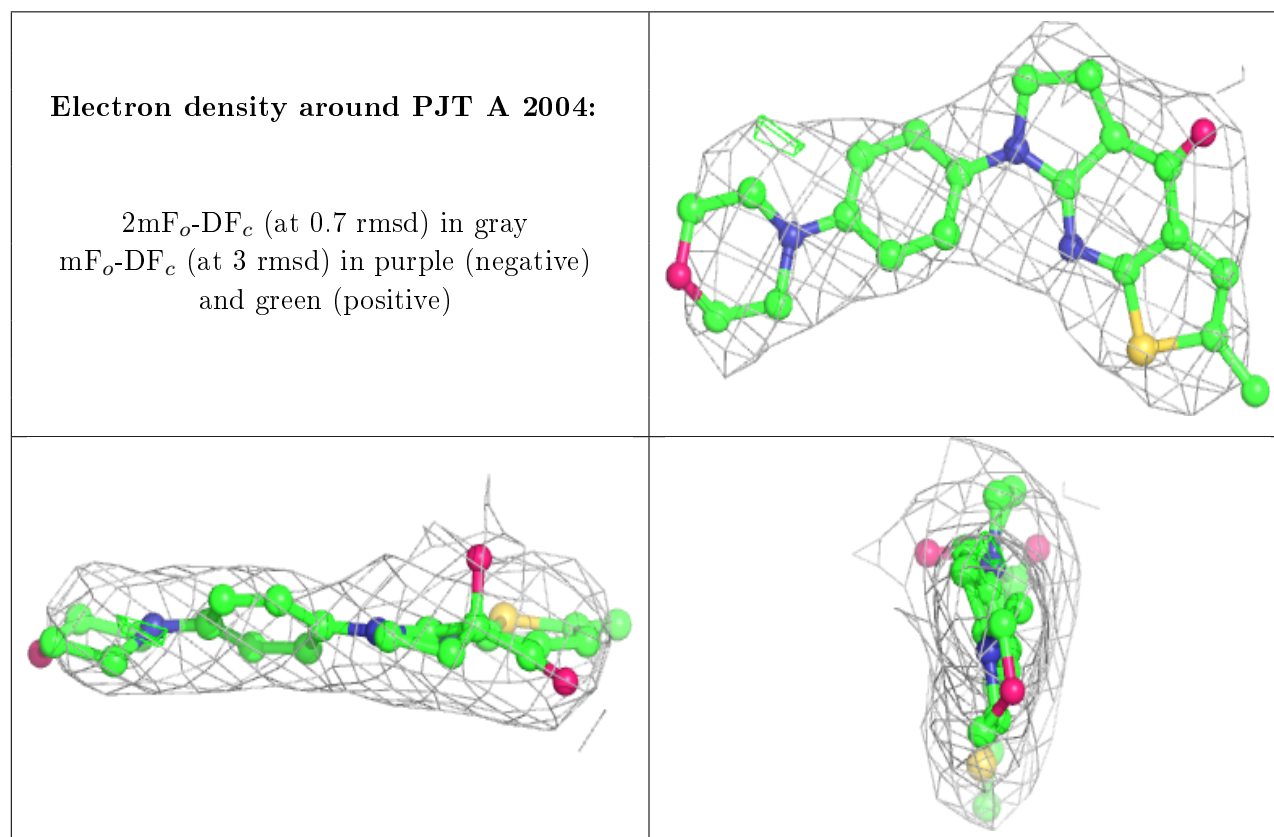 Electron density around PJT A 2004:
2mFo-DFc (at 0.7 rmsd) in gray
mFo-DFc (at 3 rmsd) in purple (negative)
and green (positive)